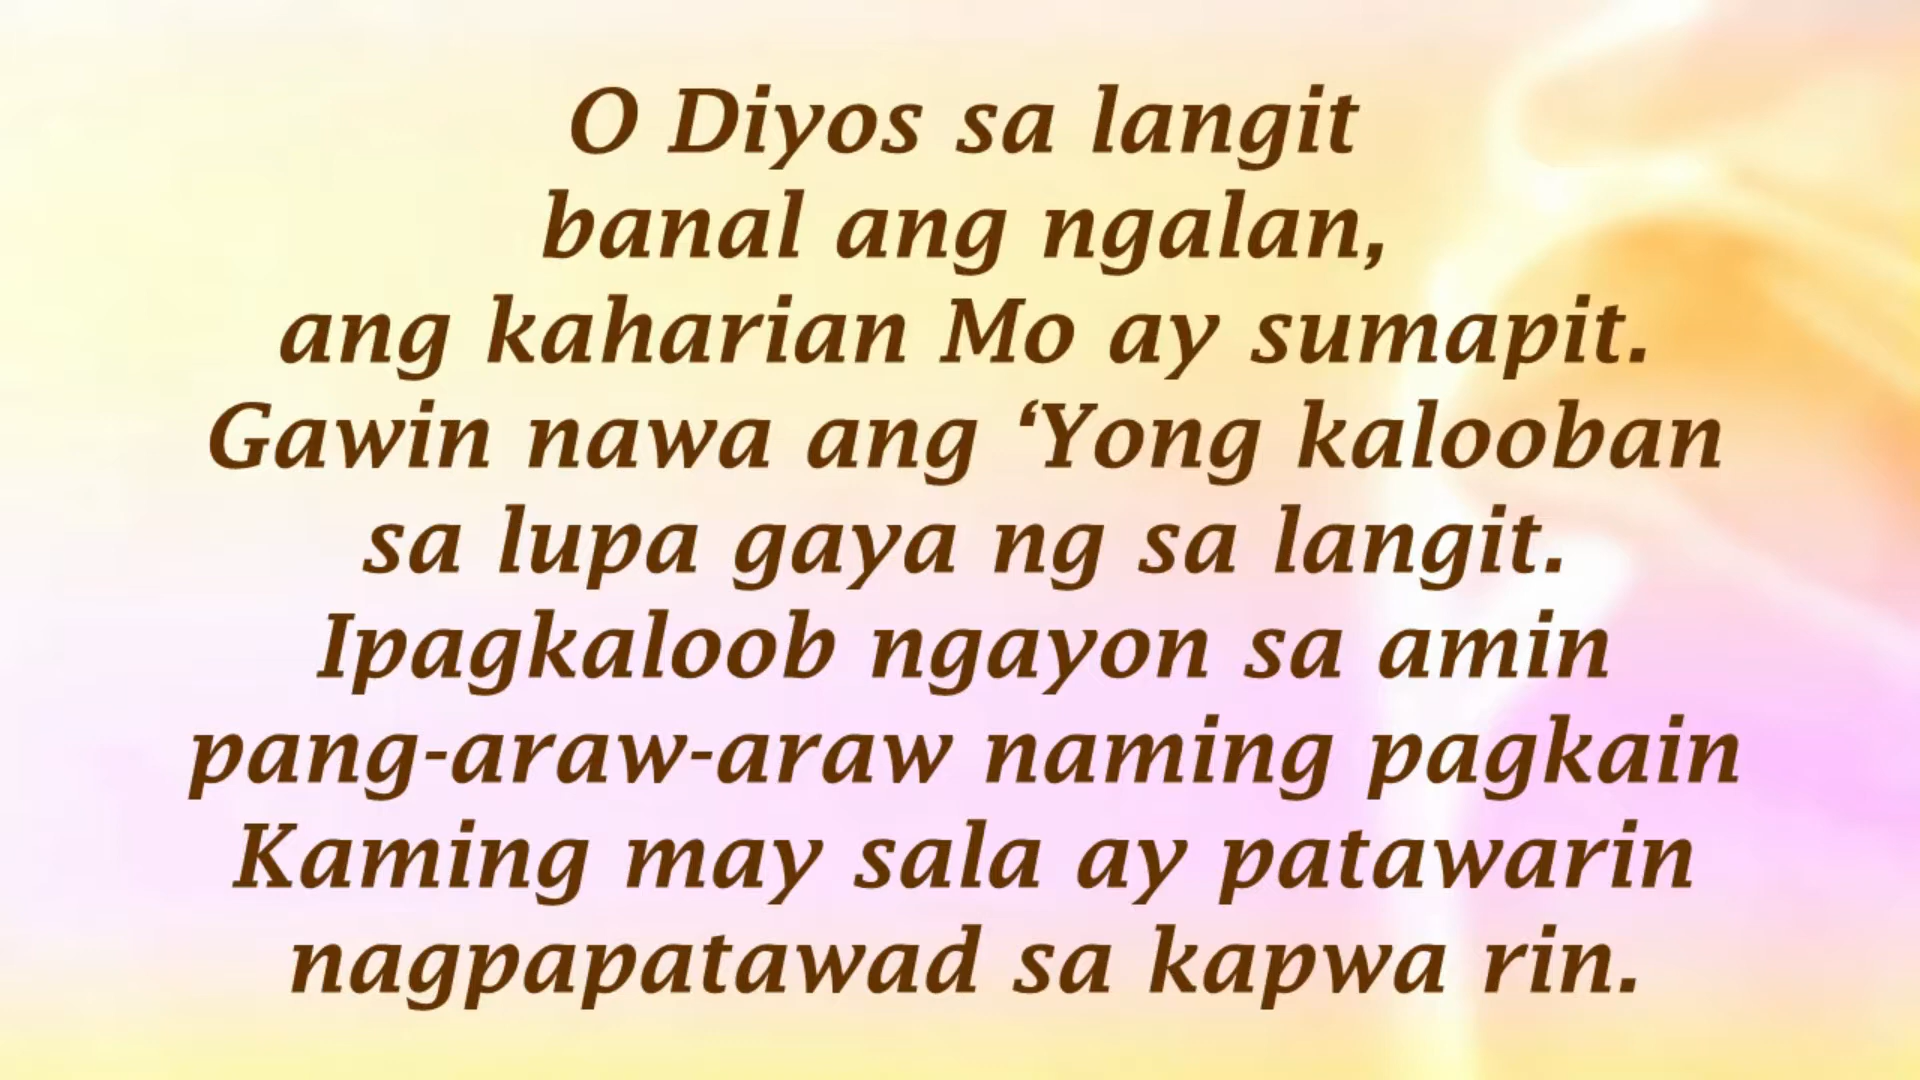 O Diyos sa langit
banal ang ngalan,
ang kaharian Mo ay sumapit.
Gawin nawa ang ‘Yong kalooban
sa lupa gaya ng sa langit.
Ipagkaloob ngayon sa amin
pang-araw-araw naming pagkain
Kaming may sala ay patawarin
nagpapatawad sa kapwa rin.